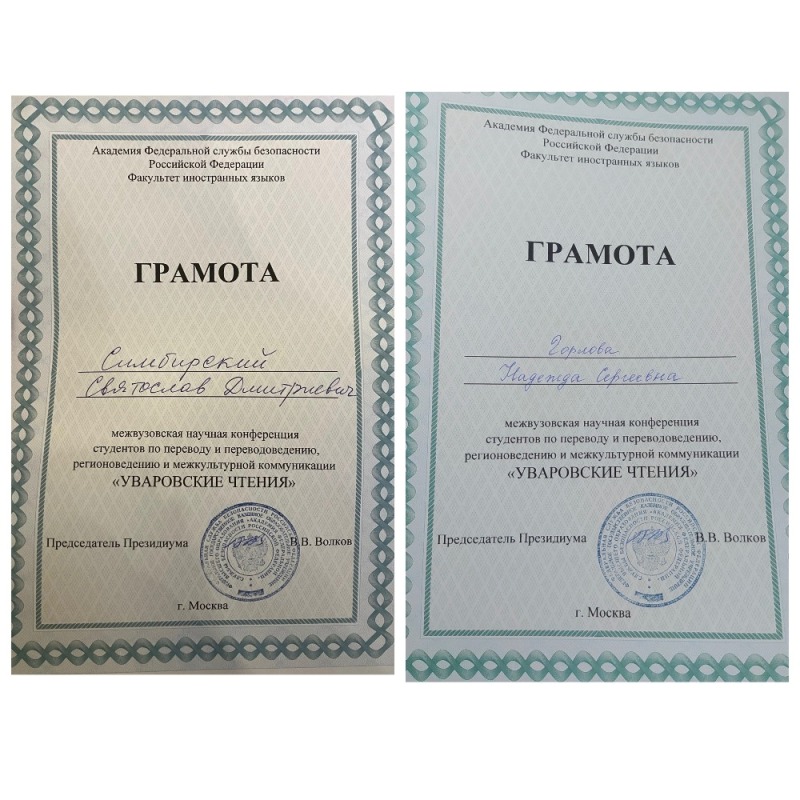 Академия Федеральной службы безопасности
Российской Федерации
Факультет иностранных языков
ГРАМОТА
Симбирский
Святослав Дмитриевич
межвузовская научная конференция
студентов по переводу и переводоведению,
регионоведению и межкультурной коммуникации
«УВАРОВСКИЕ ЧТЕНИЯ»
Председатель Президиума В.В. Волков
г. Москва
Академия Федеральной службы безопасности
Российской Федерации
Факультет иностранных языков
ГРАМОТА
Горлова
Надежда Сергеевна
межвузовская научная конференция
студентов по переводу и переводоведению,
регионоведению и межкультурной коммуникации
«УВАРОВСКИЕ ЧТЕНИЯ»
Председатель Президиума В.В. Волков
г. Москва